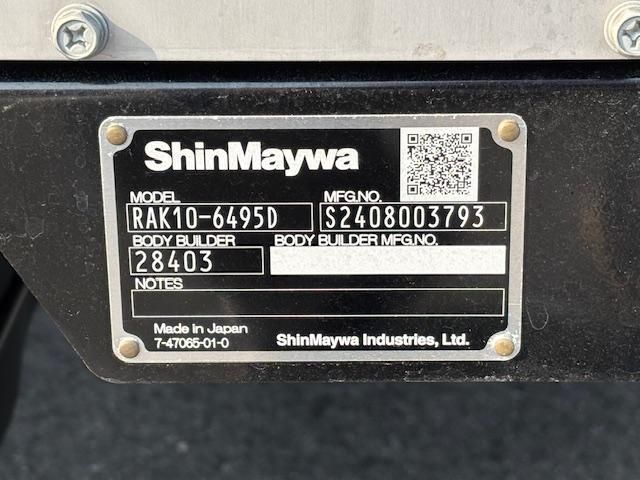 ShinMaywa
MODEL MFG.NO.
RAK10-6495D S2408003793
BODY BUILDER BODY BUILDER MFG.NO.
28403
NOTES
Made in Japan
7-47065-01-0 ShinMaywa Industries, Ltd.